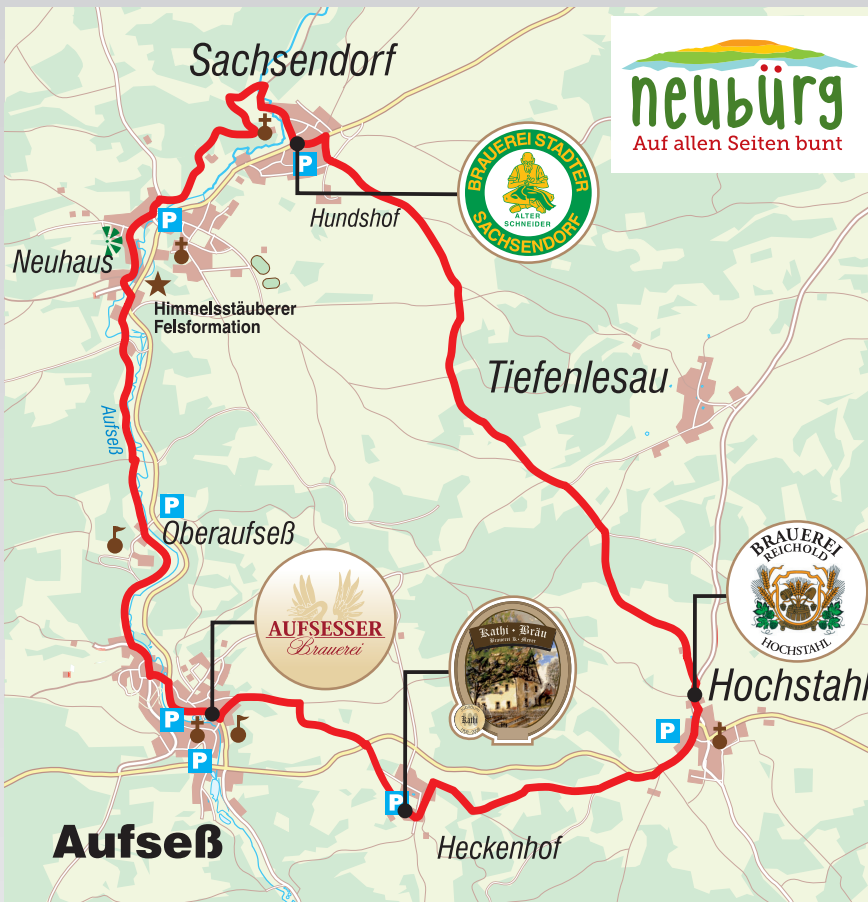 Sachsendorf
neubürg
Auf allen Seiten bunt
P
BRAUEREI STADTER
ALTER
SCHNEIDER
SACHSENDORF
Hundshof
P
Neuhaus
Himmelsstäuberer
Felsformation
Tiefenlesau
Aufseß
P
Oberaufseß
BRAUEREI
REICHOLD
HOCHSTAHL
AUFSESSER
Brauerei
Kathi · Bräu
Kathi
Hochstahl
P
P
P
P
Aufseß
Heckenhof